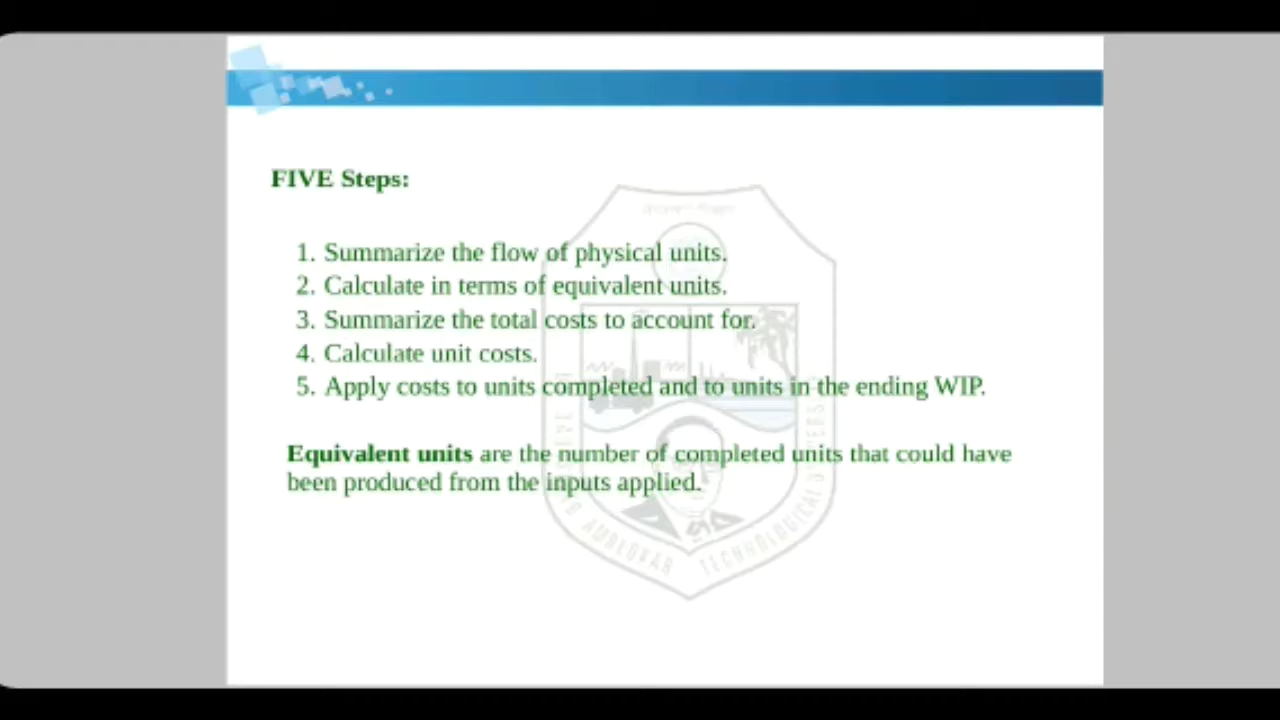 FIVE Steps:
1. Summarize the flow of physical units.
2. Calculate in terms of equivalent units.
3. Summarize the total costs to account for.
4. Calculate unit costs.
5. Apply costs to units completed and to units in the ending WIP.
Equivalent units are the number of completed units that could have
been produced from the inputs applied.
TECHNOLOGICAL